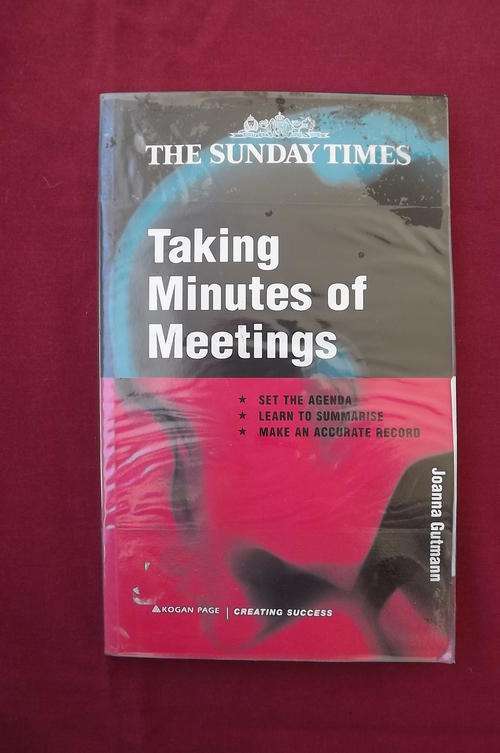 THE SUNDAY TIMES
Taking
Minutes of
Meetings
★ SET THE AGENDA
★ LEARN TO SUMMARISE
★ MAKE AN ACCURATE RECORD
Joanna Gutmann
KOGAN PAGE | CREATING SUCCESS